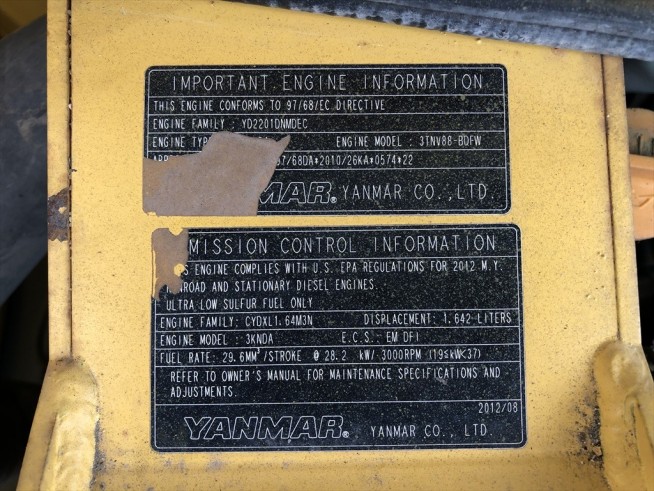 IMPORTANT ENGINE INFORMATION
THIS ENGINE CONFORMS TO 97/68/EC DIRECTIVE
ENGINE FAMILY : YD2201DNMDEC
ENGINE TYP ENGINE MODEL : 3TNV88-BDFW
97/68DA*2010/26KA*0574*22
MAR® YANMAR CO.,LTD.
MISSION CONTROL INFORMATION
S ENGINE COMPLIES WITH U.S. EPA REGULATIONS FOR 2012 M.Y.
NROAD AND STATIONARY DIESEL ENGINES.
ULTRA LOW SULFUR FUEL ONLY
ENGINE FAMILY: CYDXL1.64M3N DISPLACEMENT: 1.642 LITERS
ENGINE MODEL : 3KNDA E.C.S.: EM DFI
FUEL RATE: 29.6MM³/STROKE @ 28.2 kW/ 3000RPM (19≤kW<37)
REFER TO OWNER'S MANUAL FOR MAINTENANCE SPECIFICATIONS AND
ADJUSTMENTS.
2012/08
YANMAR® YANMAR CO., LTD.